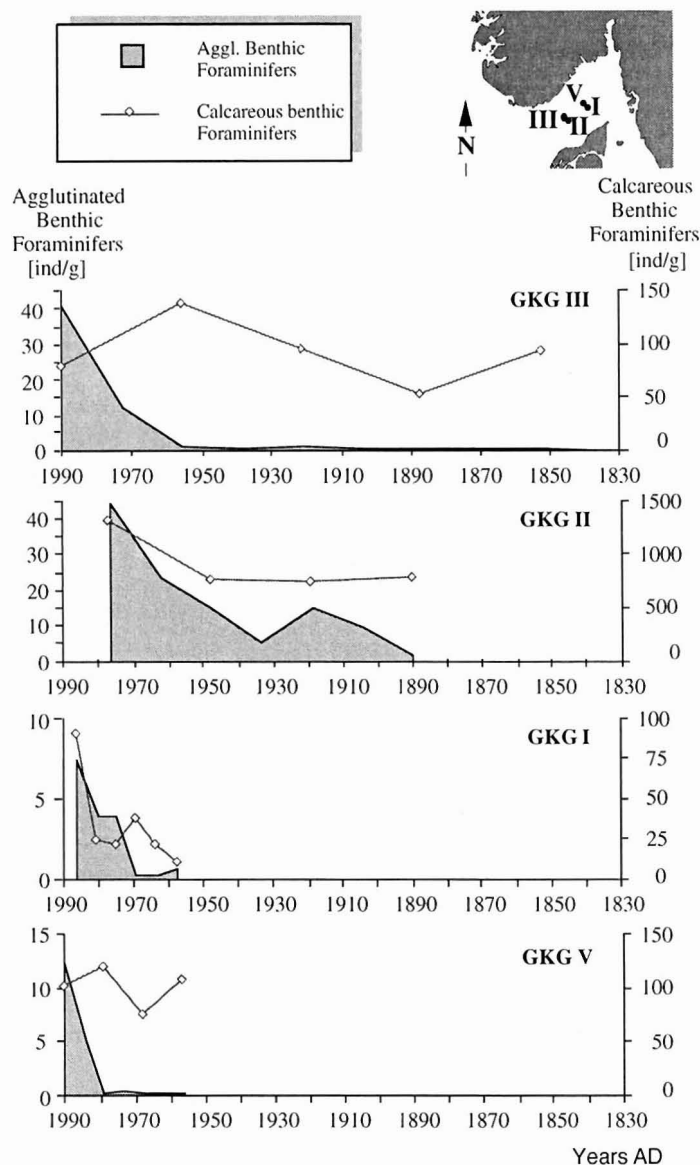 Aggl. Benthic
Foraminifers
Calcareous benthic
Foraminifers
N
V
I
III
II
Agglutinated
Benthic
Foraminifers
[ind/g]
Calcareous
Benthic
Foraminifers
[ind/g]
GKG III
40
30
20
10
0
150
100
50
0
1990 1970 1950 1930 1910 1890 1870 1850 1830
GKG II
40
30
20
10
0
1500
1000
500
0
1990 1970 1950 1930 1910 1890 1870 1850 1830
GKG I
10
5
0
100
75
50
25
0
1990 1970 1950 1930 1910 1890 1870 1850 1830
GKG V
15
10
5
0
150
100
50
0
1990 1970 1950 1930 1910 1890 1870 1850 1830
Years AD